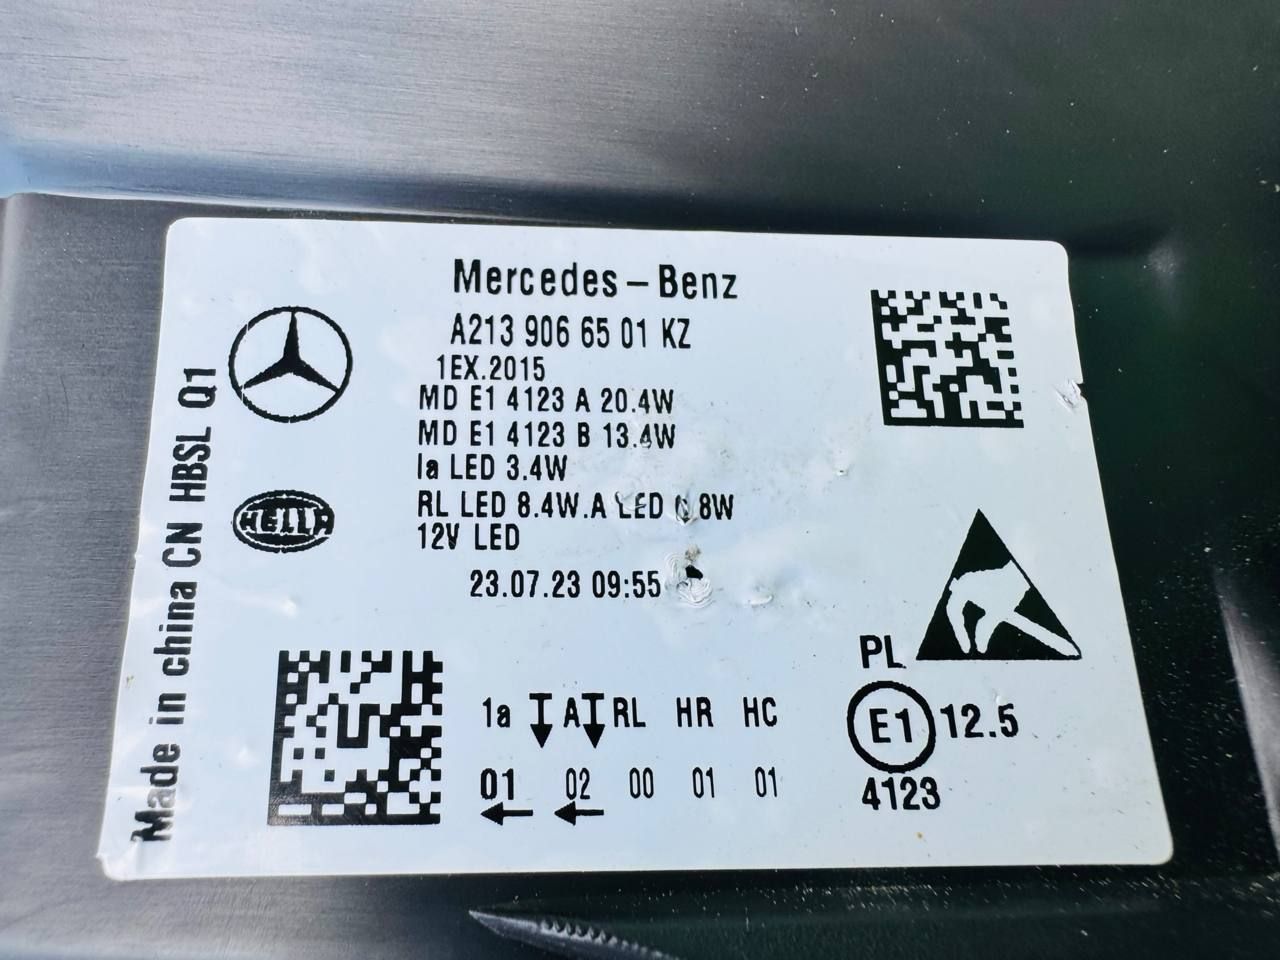 Mercedes-Benz
A213 906 65 01 KZ
1EX.2015
MD E1 4123 A 20.4W
MD E1 4123 B 13.4W
la LED 3.4W
RL LED 8.4W.A LED 0.8W
12V LED
23.07.23 09:55
HELLA
Made in china CN HBSL Q1
PL
E1 12.5
4123
1a A RL HR HC
01 02 00 01 01